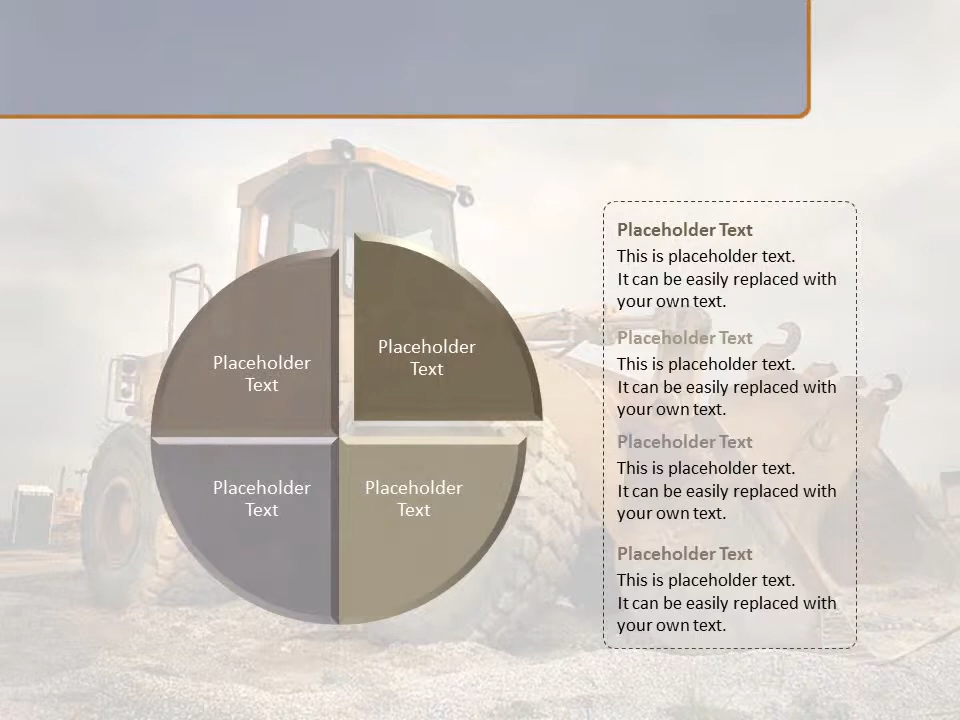 Placeholder
Text
Placeholder
Text
Placeholder
Text
Placeholder
Text
Placeholder Text
This is placeholder text.
It can be easily replaced with
your own text.
Placeholder Text
This is placeholder text.
It can be easily replaced with
your own text.
Placeholder Text
This is placeholder text.
It can be easily replaced with
your own text.
Placeholder Text
This is placeholder text.
It can be easily replaced with
your own text.